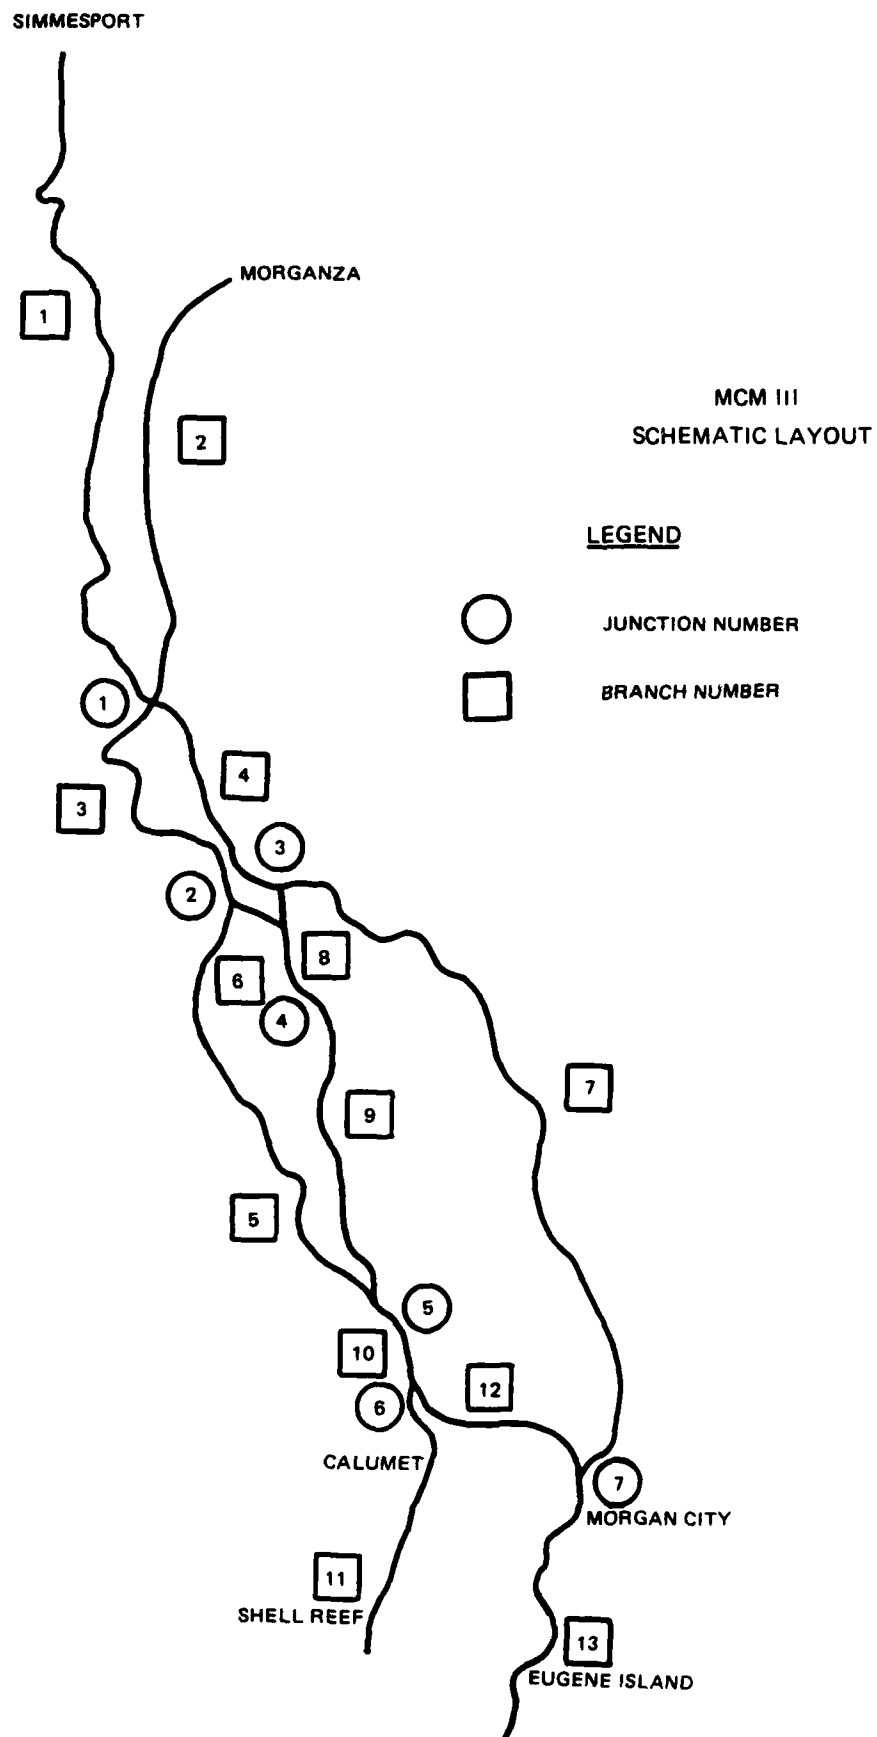 SIMMESPORT
MORGANZA
1
MCM III
SCHEMATIC LAYOUT
2
LEGEND
JUNCTION NUMBER
BRANCH NUMBER
1
4
3
3
2
8
6
4
7
9
5
5
10
12
6
CALUMET
7
MORGAN CITY
11
SHELL REEF
13
EUGENE ISLAND